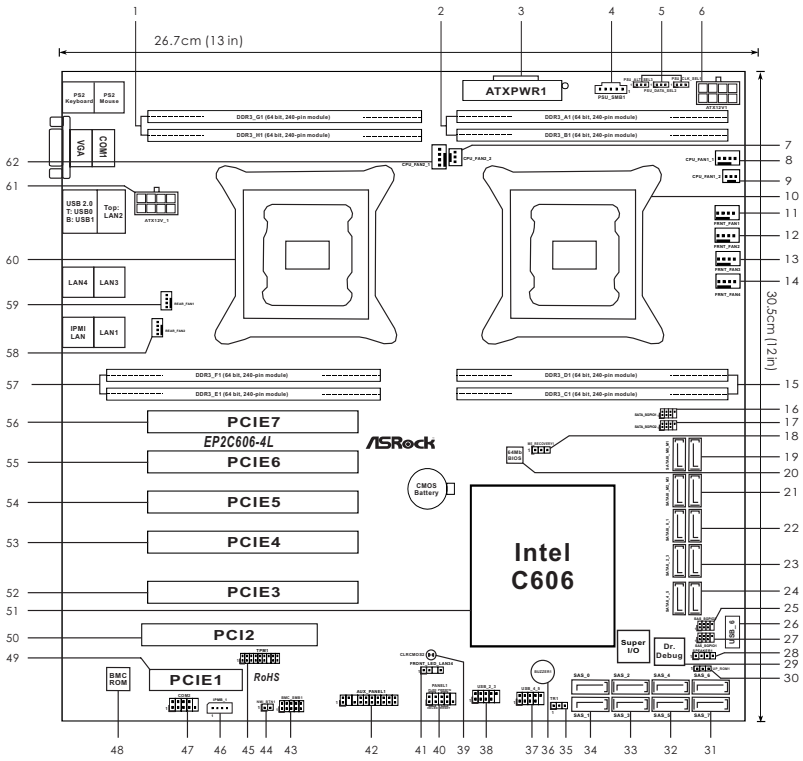 1
2
3
4
5
6
26.7cm (13 in)
PS2 Keyboard
PS2 Mouse
ATXPWR1
PSU_SMB1
ATX12V1
DDR3_G1 (64 bit, 240-pin module)
DDR3_H1 (64 bit, 240-pin module)
DDR3_A1 (64 bit, 240-pin module)
DDR3_B1 (64 bit, 240-pin module)
VGA
COM1
CPU_FAN2_1
CPU_FAN2_2
CPU_FAN1_1
CPU_FAN1_2
7
8
9
10
11
12
13
14
62
61
60
59
58
57
USB 2.0
T: USB0
B: USB1
Top:
LAN2
ATX12V_1
FRNT_FAN1
FRNT_FAN2
FRNT_FAN3
FRNT_FAN4
LAN4
LAN3
REAR_FAN1
IPMI LAN
LAN1
REAR_FAN2
30.5cm (12 in)
DDR3_F1 (64 bit, 240-pin module)
DDR3_E1 (64 bit, 240-pin module)
DDR3_D1 (64 bit, 240-pin module)
DDR3_C1 (64 bit, 240-pin module)
15
16
17
18
19
20
21
22
23
24
25
26
27
28
29
30
56
55
54
53
52
51
50
49
PCIE7
EP2C606-4L
ASRock
PCIE6
PCIE5
PCIE4
PCIE3
PCI2
PCIE1
CMOS
Battery
64Mb
BIOS
Intel
C606
USB_6
Super
I/O
Dr.
Debug
TPM1
RoHS
CLRCMOS2
FRONT_LED_LAN34
BMC
ROM
COM2
IPMB_1
BMC_SMB1
AUX_PANEL1
PANEL1
USB_2_3
USB_4_5
BUZZER1
TR1
SAS_0
SAS_2
SAS_4
SAS_6
SAS_1
SAS_3
SAS_5
SAS_7
48
47
46
45
44
43
42
41
40
39
38
37
36
35
34
33
32
31